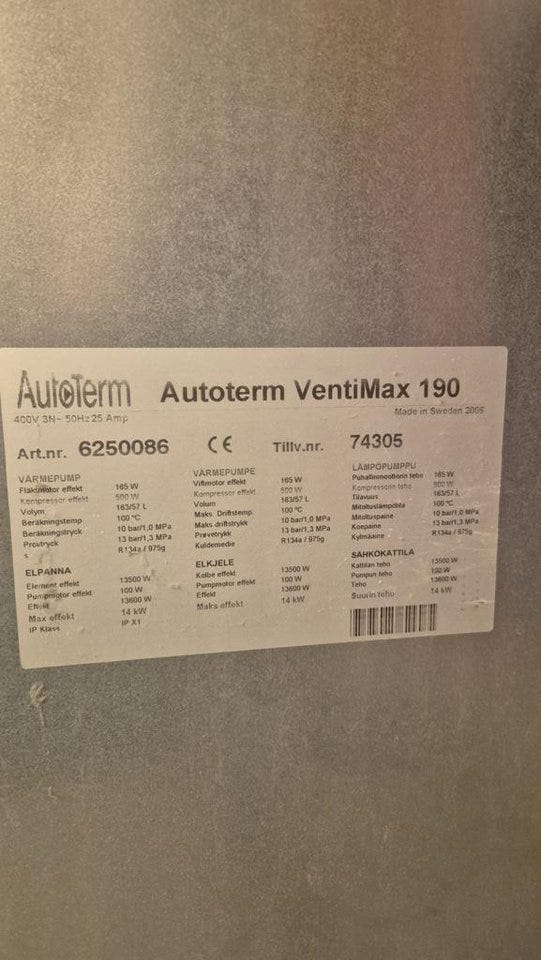 AutoTerm Autoterm VentiMax 190
400V 3N~ 50Hz 25 Amp Made in Sweden 2006
Art.nr. 6250086 CE Tillv.nr. 74305
VÄRMEPUMP
Fläktmotor effekt 165 W
Kompressor effekt 500 W
Volym 163/57 L
Beräkningstemp 100 °C
Beräkningstryck 10 bar/1,0 MPa
Provtryck 13 bar/1,3 MPa
s R134a / 975g
ELPANNA
Element effekt 13500 W
Pumpmotor effekt 100 W
Effekt 13600 W
Max effekt 14 kW
IP Klass IP X1
VARMEPUMPE
Viftmotor effekt 165 W
Kompressor effekt 500 W
Volum 163/57 L
Maks. Driftstemp 100 °C
Maks driftstrykk 10 bar/1,0 MPa
Prøvetrykk 13 bar/1,3 MPa
Kuldemedie R134a / 975g
ELKJELE
Kolbe effekt 13500 W
Pumpmotor effekt 100 W
Effekt 13600 W
Maks effekt 14 kW
LÄMPÖPUMPPU
Puhallinmoottorin teho 165 W
Kompressorin teho 500 W
Tilavuus 163/57 L
Mitoituslämpötila 100 °C
Mitoituspaine 10 bar/1,0 MPa
Koepaine 13 bar/1,3 MPa
Kylmäaine R134a / 975g
SÄHKÖKATTILA
Kattilan teho 13500 W
Pumpun teho 100 W
Teho 13600 W
Suurin teho 14 kW